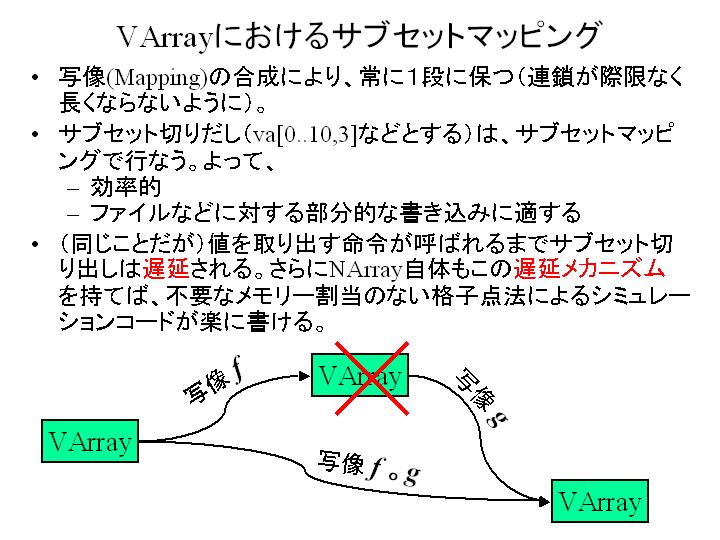 VArrayにおけるサブセットマッピング
• 写像(Mapping)の合成により、常に１段に保つ（連鎖が際限なく
長くならないように）。
• サブセット切りだし（va[0..10,3]などとする）は、サブセットマッピ
ングで行なう。よって、
– 効率的
– ファイルなどに対する部分的な書き込みに適する
• （同じことだが）値を取り出す命令が呼ばれるまでサブセット切
り出しは遅延される。さらにNArray自体もこの遅延メカニズム
を持てば、不要なメモリー割当のない格子点法によるシミュレー
ションコードが楽に書ける。
写像 f
VArray
写像 g
VArray
写像 f ∘ g
VArray